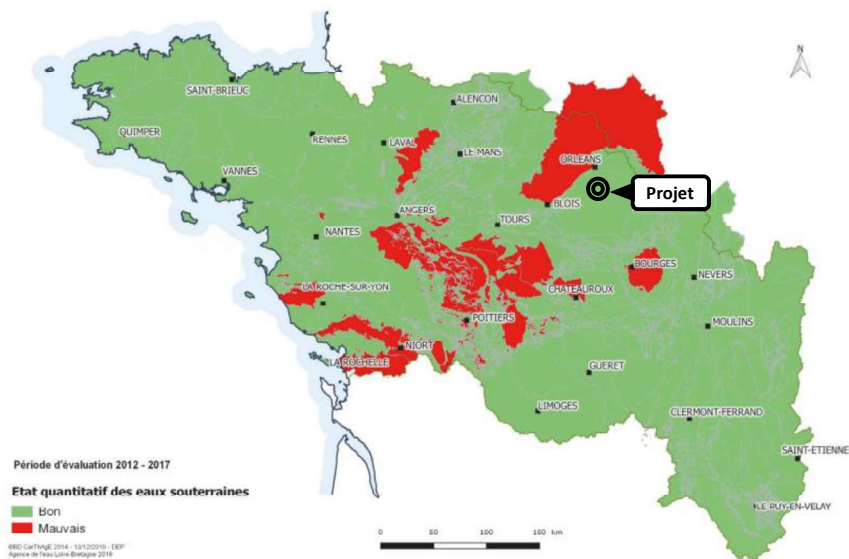 N
ALENCON
SAINT-BRIEUC
QUIMPER
RENNES
LAVAL
LE MANS
ORLEANS
Projet
VANNES
BLOIS
ANGERS
TOURS
NANTES
BOURGES
NEVERS
CHATEAUROUX
LA ROCHE-SUR-YON
POITIERS
MOULINS
NIORT
LA ROCHELLE
GUERET
LIMOGES
CLERMONT-FERRAND
SAINT-ETIENNE
LE PUY-EN-VELAY
Période d'évaluation 2012 - 2017
Etat quantitatif des eaux souterraines
Bon
Mauvais
0 50 100 150 km
©BD CarThAgE 2014 - 13/12/2019 - DEP
Agence de l'eau Loire-Bretagne 2019